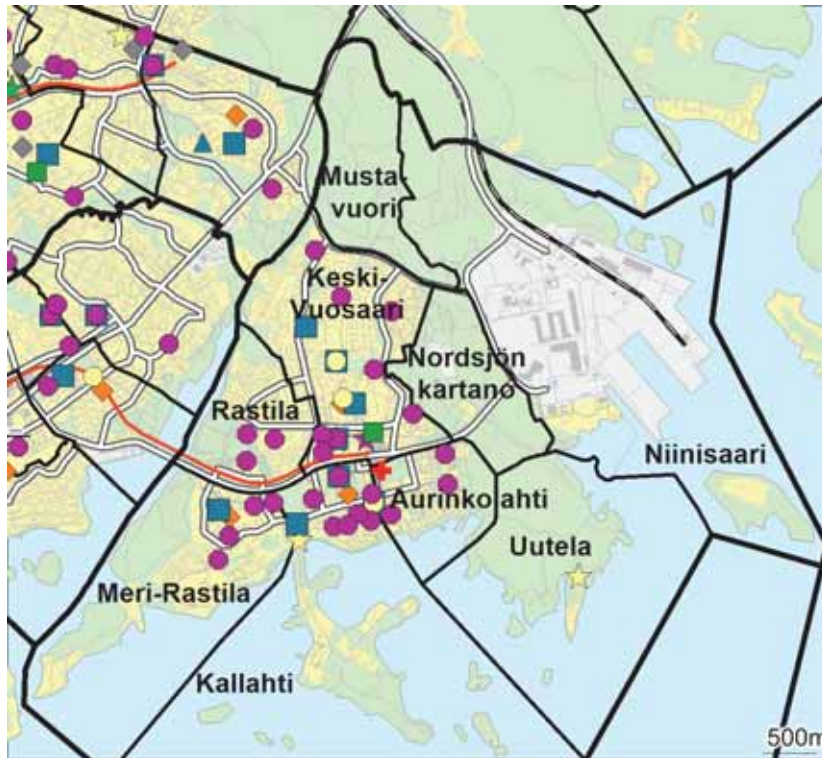 Musta-
vuori
Keski-
Vuosaari
Nordsjön
kartano
Rastila
Niinisaari
Aurinkolahti
Uutela
Meri-Rastila
Kallahti
500m